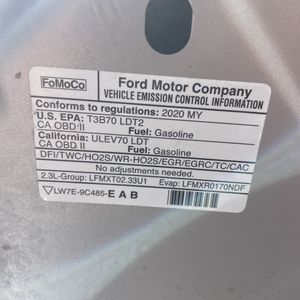 FoMoCo
Ford Motor Company
VEHICLE EMISSION CONTROL INFORMATION
Conforms to regulations: 2020 MY
U.S. EPA: T3B70 LDT2
CA OBD II Fuel: Gasoline
California: ULEV70 LDT
CA OBD II Fuel: Gasoline
DFI/TWC/HO2S/WR-HO2S/EGR/EGRC/TC/CAC
No adjustments needed.
2.3L-Group: LFMXT02.33U1 Evap: LFMXR0170NDF
LW7E-9C485-EAB